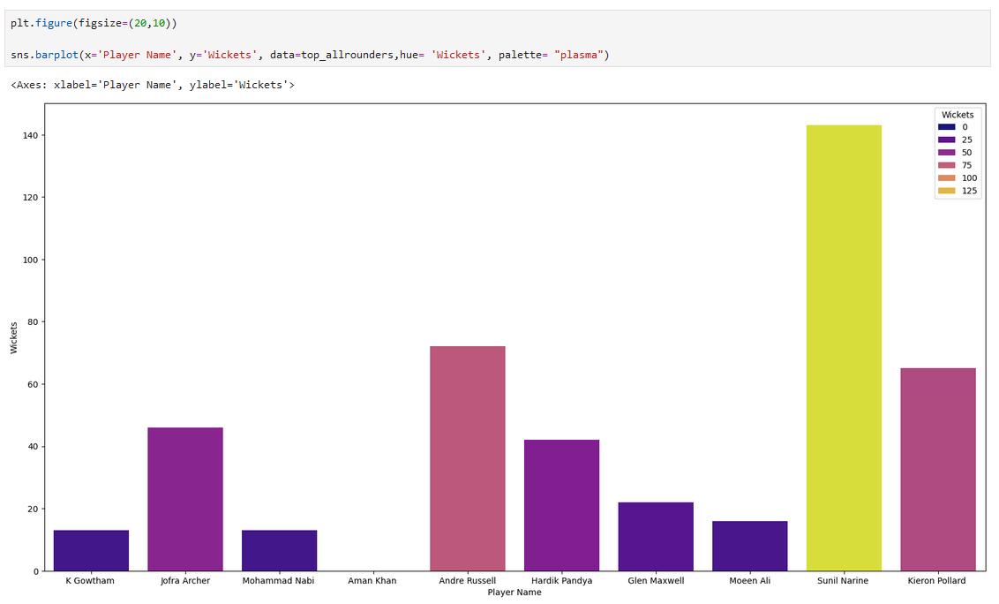 plt.figure(figsize=(20,10))
sns.barplot(x='Player Name', y='Wickets', data=top_allrounders,hue= 'Wickets', palette= "plasma")
<Axes: xlabel='Player Name', ylabel='Wickets'>
Wickets
0
25
50
75
100
125
140
120
100
80
60
40
20
0
Wickets
K Gowtham Jofra Archer Mohammad Nabi Aman Khan Andre Russell Hardik Pandya Glen Maxwell Moeen Ali Sunil Narine Kieron Pollard
Player Name